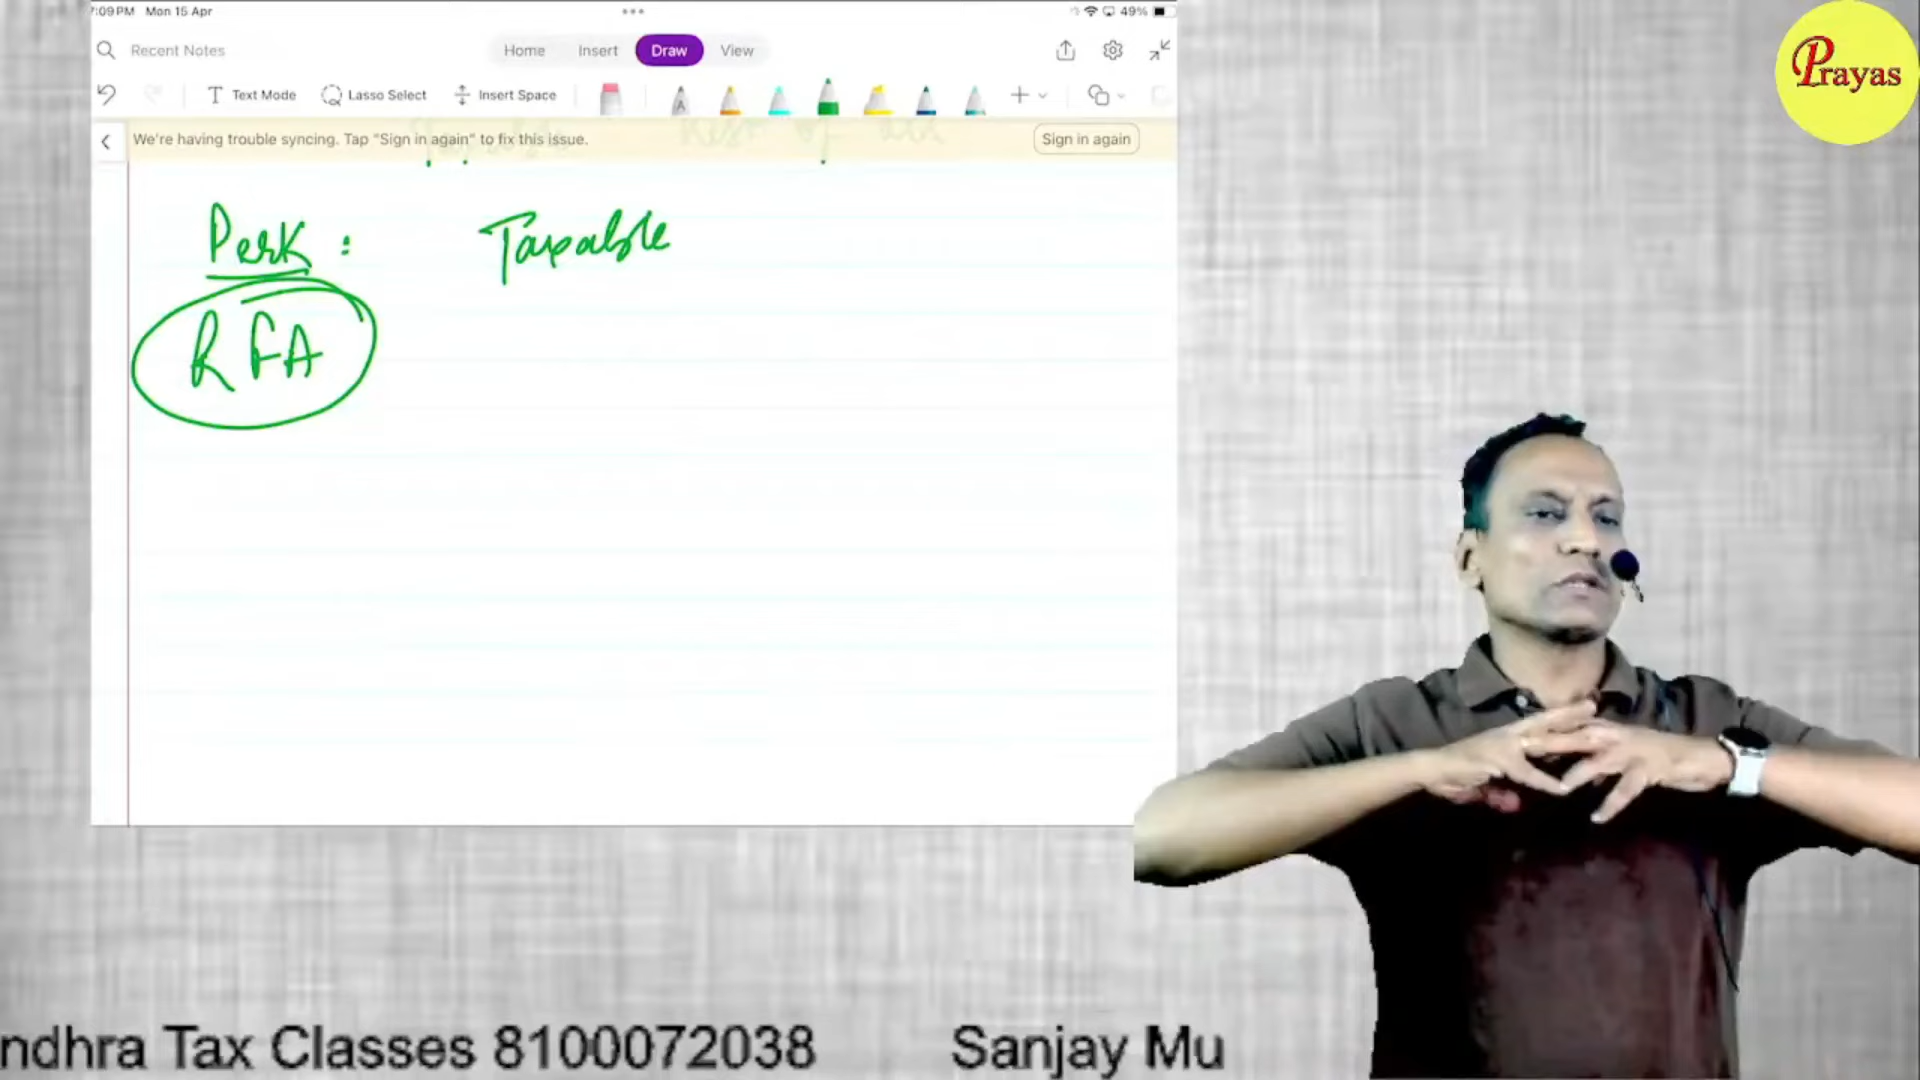 7:09 PM Mon 15 Apr
49%
Prayas
Recent Notes
Home Insert Draw View
Text Mode Lasso Select Insert Space
We're having trouble syncing. Tap "Sign in again" to fix this issue.
Sign in again
Perk : Taxable
RFA
ndhra Tax Classes 8100072038 Sanjay Mu